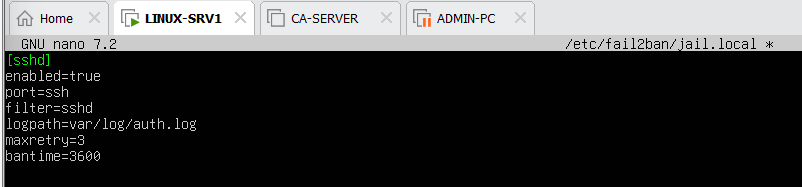 Home
LINUX-SRV1
CA-SERVER
ADMIN-PC
GNU nano 7.2 /etc/fail2ban/jail.local *
[sshd]
enabled=true
port=ssh
filter=sshd
logpath=var/log/auth.log
maxretry=3
bantime=3600